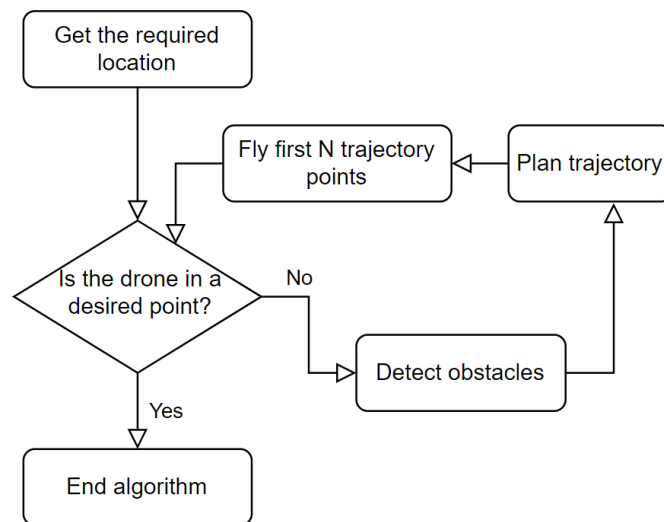 Get the required
location
Fly first N trajectory
points
Plan trajectory
Is the drone in a
desired point?
No
Detect obstacles
Yes
End algorithm